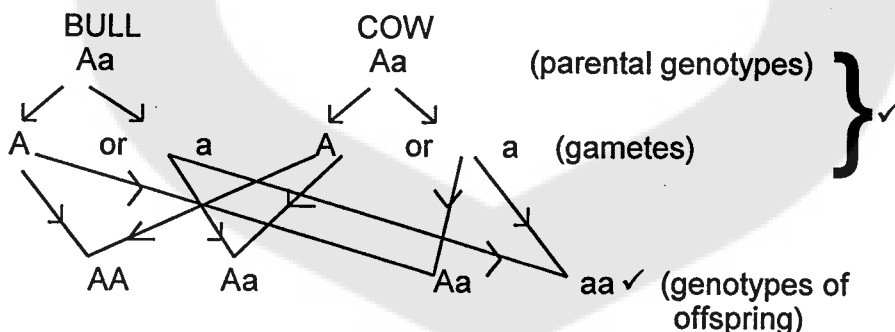 BULL COW
Aa Aa (parental genotypes) ✓
A or a A or a (gametes)
AA Aa Aa aa ✓ (genotypes of
offspring)